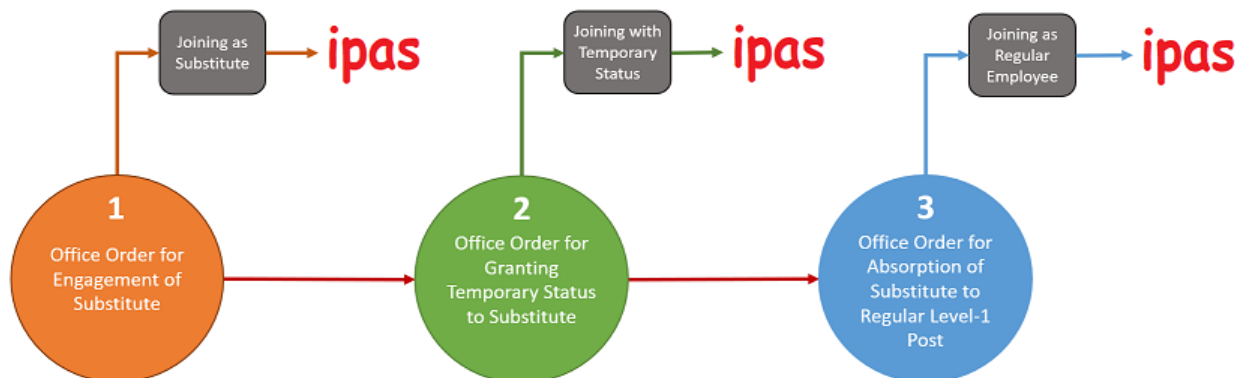 Joining as
Substitute
ipas
Joining with
Temporary
Status
ipas
Joining as
Regular
Employee
ipas
1
Office Order for
Engagement of
Substitute
2
Office Order for
Granting
Temporary Status
to Substitute
3
Office Order for
Absorption of
Substitute to
Regular Level-1
Post